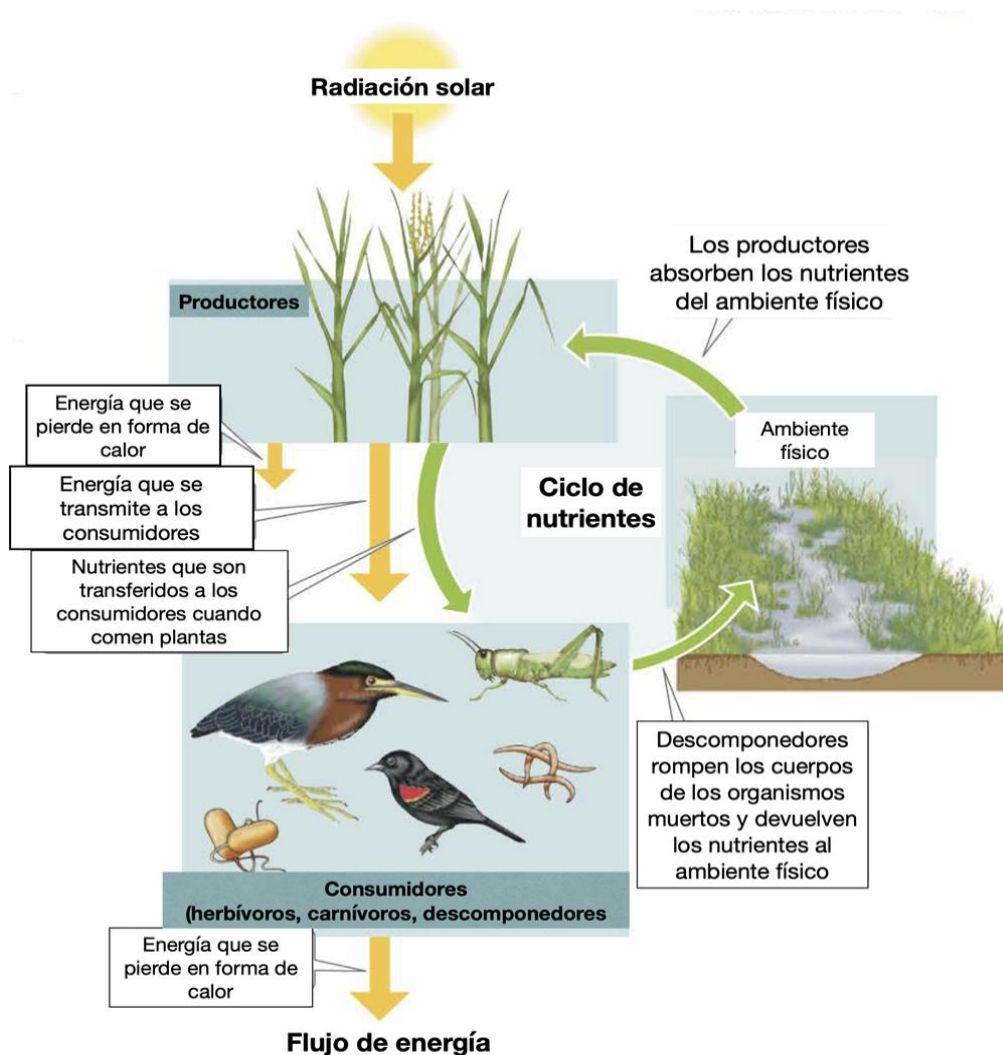 Radiación solar
Los productores
absorben los nutrientes
del ambiente físico
Productores
Energía que se
pierde en forma de
calor
Ambiente
físico
Energía que se
transmite a los
consumidores
Ciclo de
nutrientes
Nutrientes que son
transferidos a los
consumidores cuando
comen plantas
Descomponedores
rompen los cuerpos
de los organismos
muertos y devuelven
los nutrientes al
ambiente físico
Consumidores
(herbívoros, carnívoros, descomponedores
Energía que se
pierde en forma de
calor
Flujo de energía